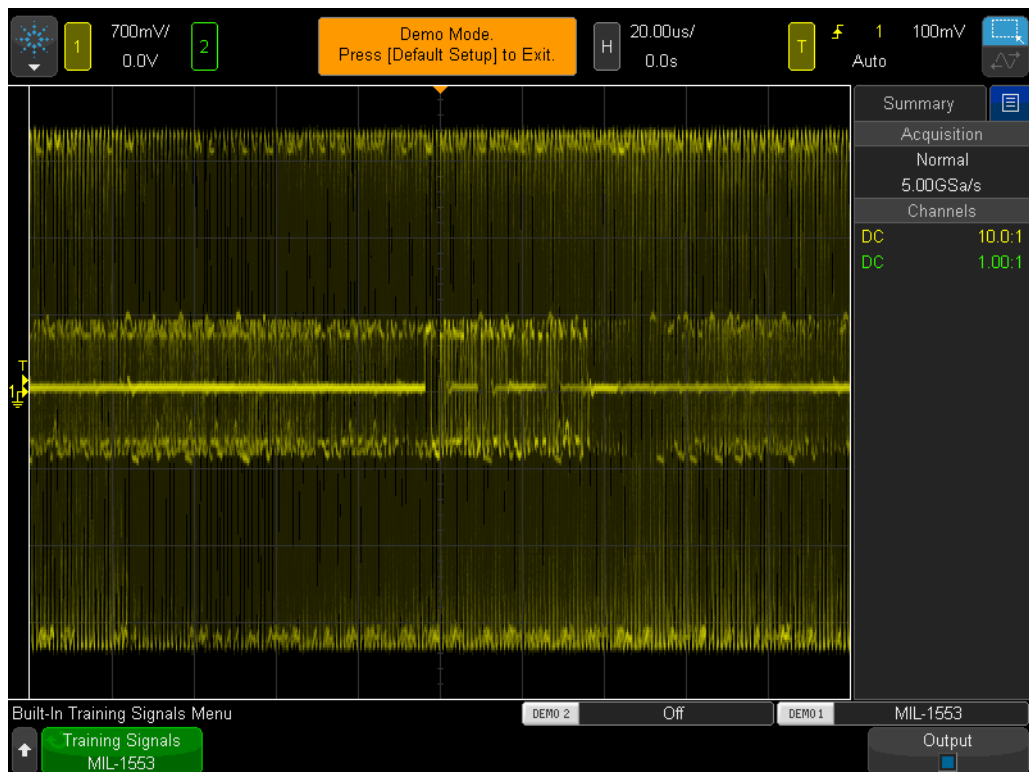 1
700mV/
0.0V
2
Demo Mode.
Press [Default Setup] to Exit.
H
20.00us/
0.0s
T
1
100mV
Auto
Summary
Acquisition
Normal
5.00GSa/s
Channels
DC 10.0:1
DC 1.00:1
T
1
Built-In Training Signals Menu
DEMO 2
Off
DEMO 1
MIL-1553
Training Signals
MIL-1553
Output